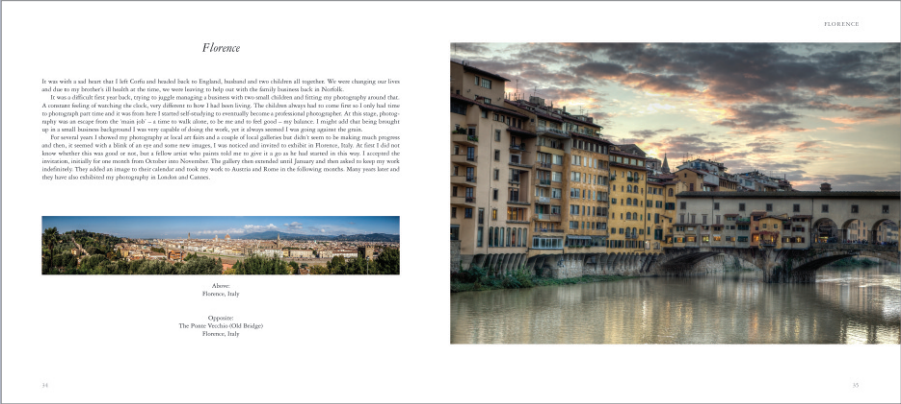 FLORENCE
Florence
It was with a sad heart that I left Corfu and headed back to England, husband and two children all together. We were changing our lives
and due to my brother's ill health at the time, we were leaving to help out with the family business back in Norfolk.
It was a difficult first year back, trying to juggle managing a business with two small children and fitting my photography around that.
A constant feeling of watching the clock, very different to how I had been living. The children always had to come first so I only had time
to photograph part time and it was from here I started self-studying to eventually become a professional photographer. At this stage, photog-
raphy was an escape from the 'main job' – a time to walk alone, to be me and to feel good – my balance. I might add that being brought
up in a small business background I was very capable of doing the work, yet it always seemed I was going against the grain.
For several years I showed my photography at local art fairs and a couple of local galleries but didn't seem to be making much progress
and then, it seemed with a blink of an eye and some new images, I was noticed and invited to exhibit in Florence, Italy. At first I did not
know whether this was good or not, but a fellow artist who paints told me to give it a go as he had started in this way. I accepted the
invitation, initially for one month from October into November. The gallery then extended until January and then asked to keep my work
indefinitely. They added an image to their calendar and took my work to Austria and Rome in the following months. Many years later and
they have also exhibited my photography in London and Cannes.
Above:
Florence, Italy
Opposite:
The Ponte Vecchio (Old Bridge)
Florence, Italy
34
35